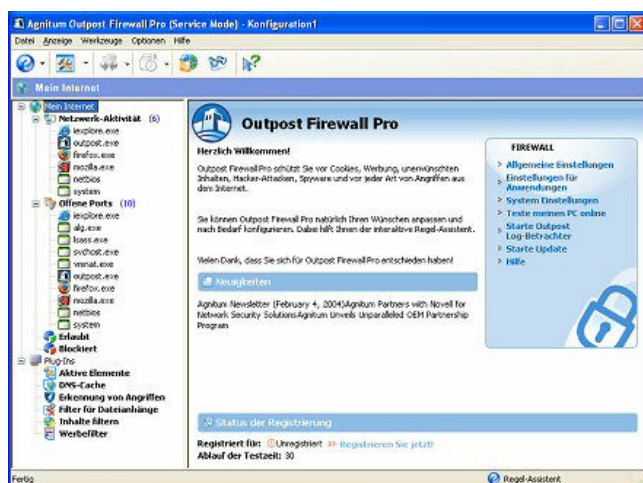 Agnitum Outpost Firewall Pro (Service Mode) - Konfiguration1
Datei Anzeige Werkzeuge Optionen Hilfe
Mein Internet
Mein Internet
Netzwerk-Aktivität (6)
iexplore.exe
outpost.exe
firefox.exe
mozilla.exe
netbios
system
Offene Ports (10)
iexplore.exe
alg.exe
lsass.exe
svchost.exe
vmnat.exe
outpost.exe
firefox.exe
mozilla.exe
netbios
system
Erlaubt
Blockiert
Plug-Ins
Aktive Elemente
DNS-Cache
Erkennung von Angriffen
Filter für Dateianhänge
Inhalte filtern
Werbefilter
Outpost Firewall Pro
Herzlich Willkommen!
Outpost Firewall Pro schützt Sie vor Cookies, Werbung, unerwünschten
Inhalten, Hacker-Attacken, Spyware und vor jeder Art von Angriffen aus
dem Internet.
Sie können Outpost Firewall Pro natürlich Ihren Wünschen anpassen und
nach Bedarf konfigurieren. Dabei hilft Ihnen der interaktive Regel-Assistent.
Vielen Dank, dass Sie sich für Outpost Firewall Pro entschieden haben!
Neuigkeiten
Agnitum Newsletter (February 4, 2004)Agnitum Partners with Novell for
Network Security SolutionsAgnitum Unveils Unparalleled OEM Partnership
Program
Status der Registrierung
Registriert für: Unregistriert >> Registrieren Sie jetzt!
Ablauf der Testzeit: 30
FIREWALL
Allgemeine Einstellungen
Einstellungen für
Anwendungen
System Einstellungen
Teste meinen PC online
Starte Outpost
Log-Betrachter
Starte Update
Hilfe
Fertig
Regel-Assistent